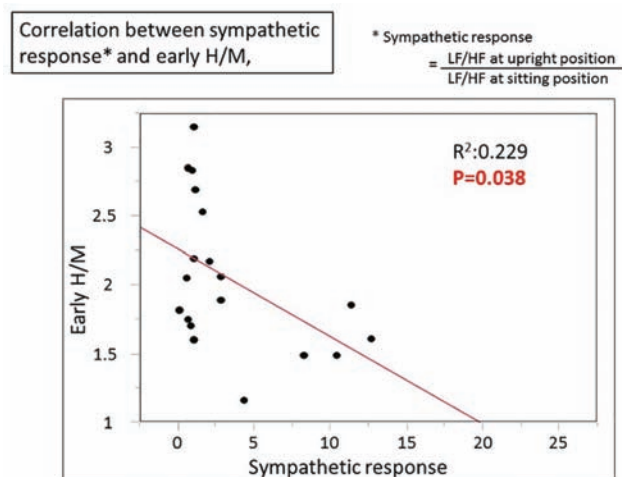 Correlation between sympathetic
response* and early H/M,
* Sympathetic response
= LF/HF at upright position
LF/HF at sitting position
R²:0.229
P=0.038
Early H/M
3
2.5
2
1.5
1
0 5 10 15 20 25
Sympathetic response